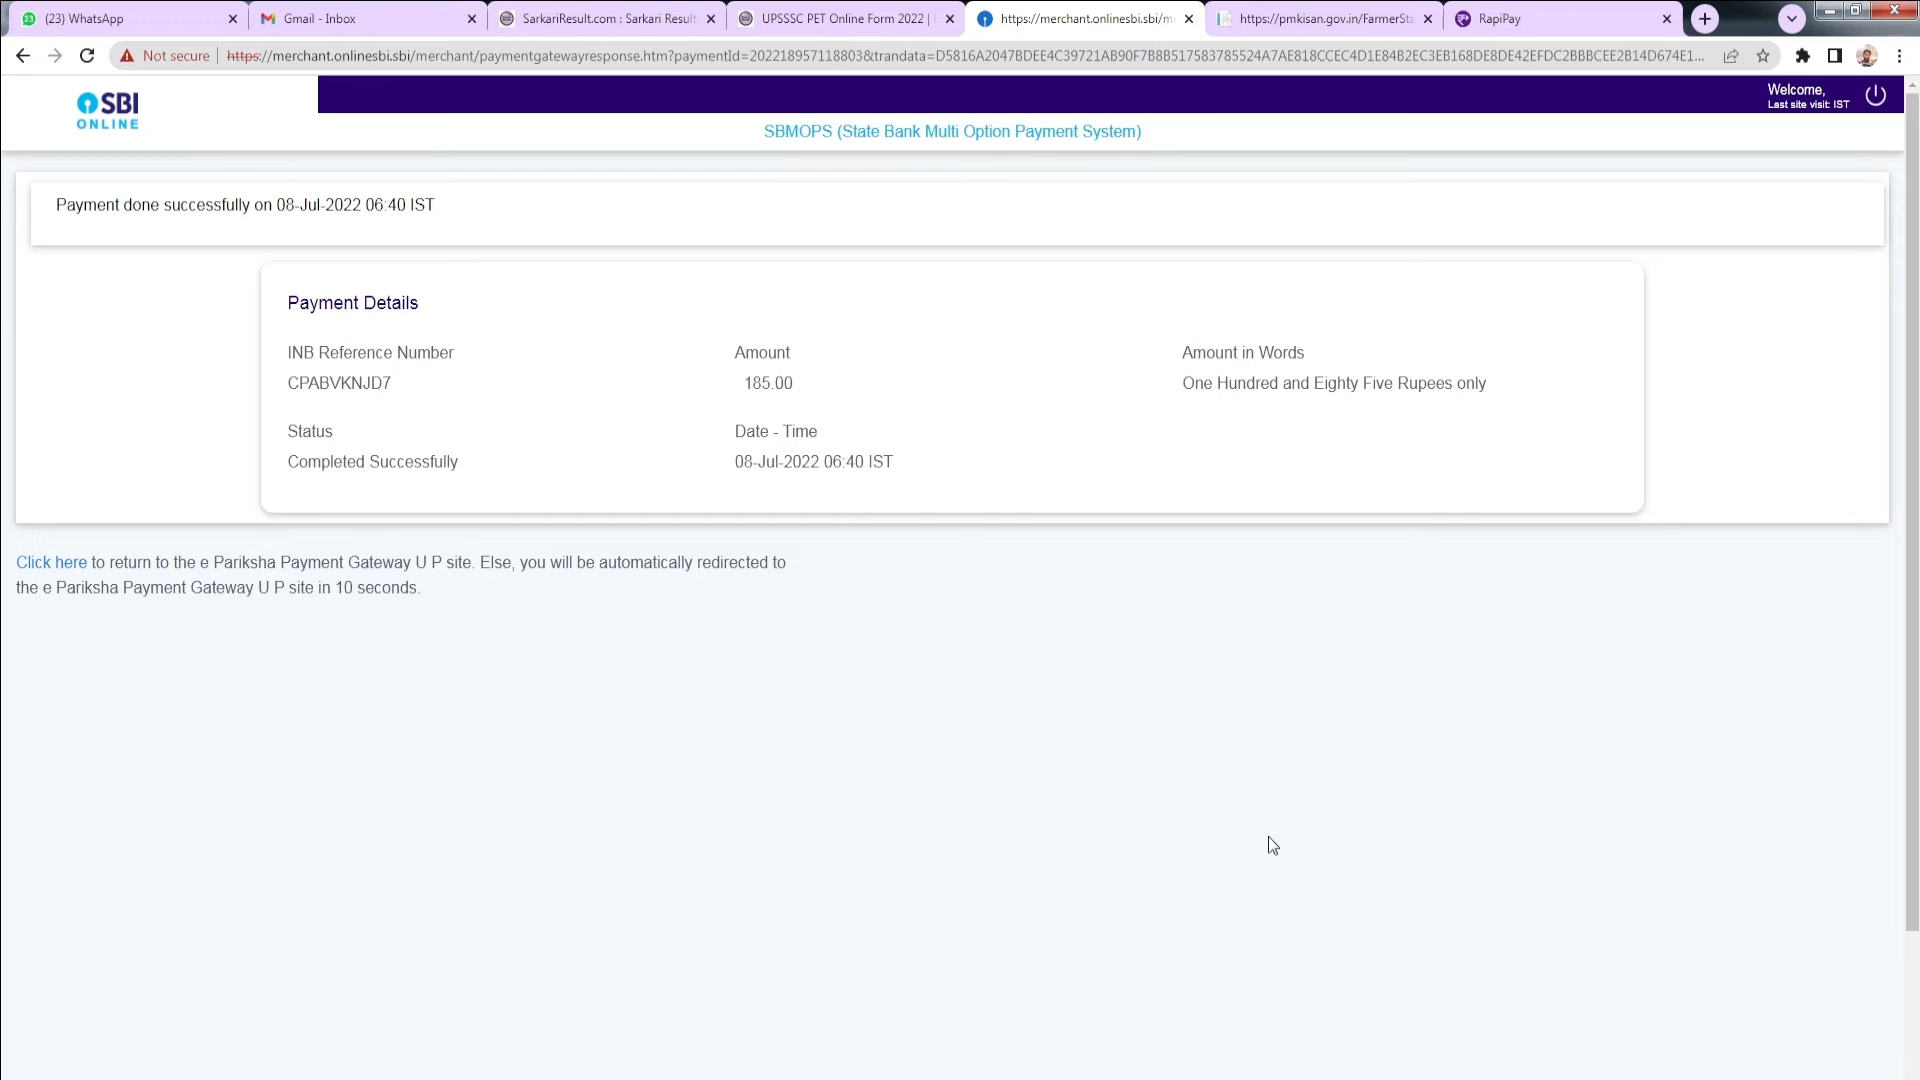 (23) WhatsApp
Gmail - Inbox
SarkariResult.com : Sarkari Result
UPSSSC PET Online Form 2022 |
https://merchant.onlinesbi.sbi/m
https://pmkisan.gov.in/FarmerSta
RapiPay
Not secure
https://merchant.onlinesbi.sbi/merchant/paymentgatewayresponse.htm?paymentId=202218957118803&trandata=D5816A2047BDEE4C39721AB90F7B8B517583785524A7AE818CCEC4D1E84B2EC3EB168DE8DE42EFDC2BBBCEE2B14D674E1...
SBI
ONLINE
Welcome,
Last site visit: IST
SBMOPS (State Bank Multi Option Payment System)
Payment done successfully on 08-Jul-2022 06:40 IST
Payment Details
INB Reference Number
Amount
Amount in Words
CPABVKNJD7
185.00
One Hundred and Eighty Five Rupees only
Status
Date - Time
Completed Successfully
08-Jul-2022 06:40 IST
Click here to return to the e Pariksha Payment Gateway U P site. Else, you will be automatically redirected to
the e Pariksha Payment Gateway U P site in 10 seconds.